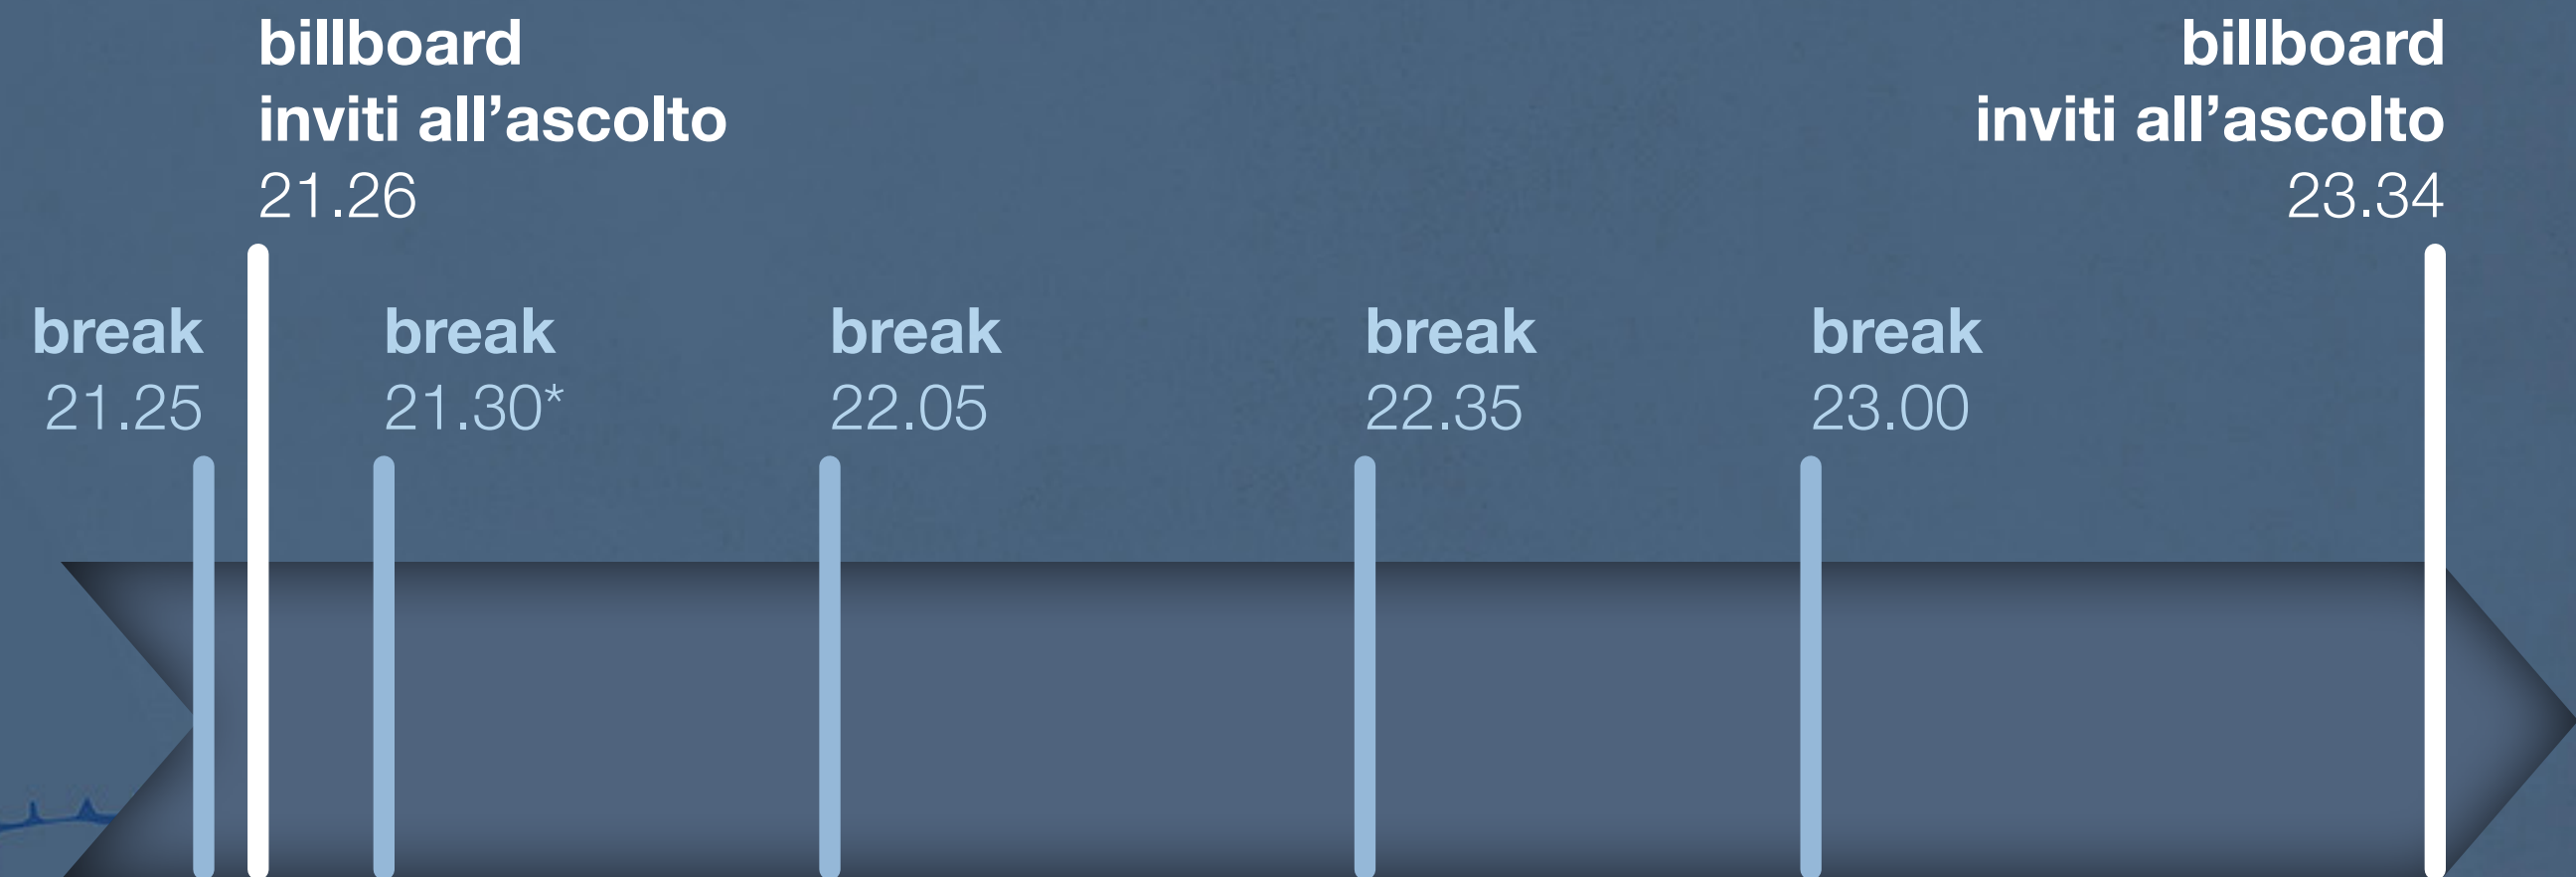 billboard
inviti all’ascolto
21.26
billboard
inviti all’ascolto
23.34
break
21.25
break
21.30*
break
22.05
break
22.35
break
23.00